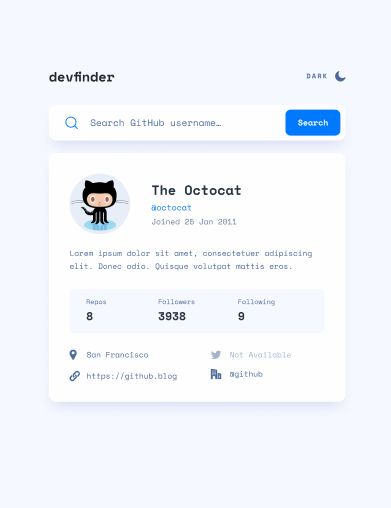 devfinder
DARK
Search GitHub username…
Search
The Octocat
@octocat
Joined 25 Jan 2011
Lorem ipsum dolor sit amet, consectetuer adipiscing
elit. Donec odio. Quisque volutpat mattis eros.
Repos
Followers
Following
8
3938
9
San Francisco
Not Available
https://github.blog
@github